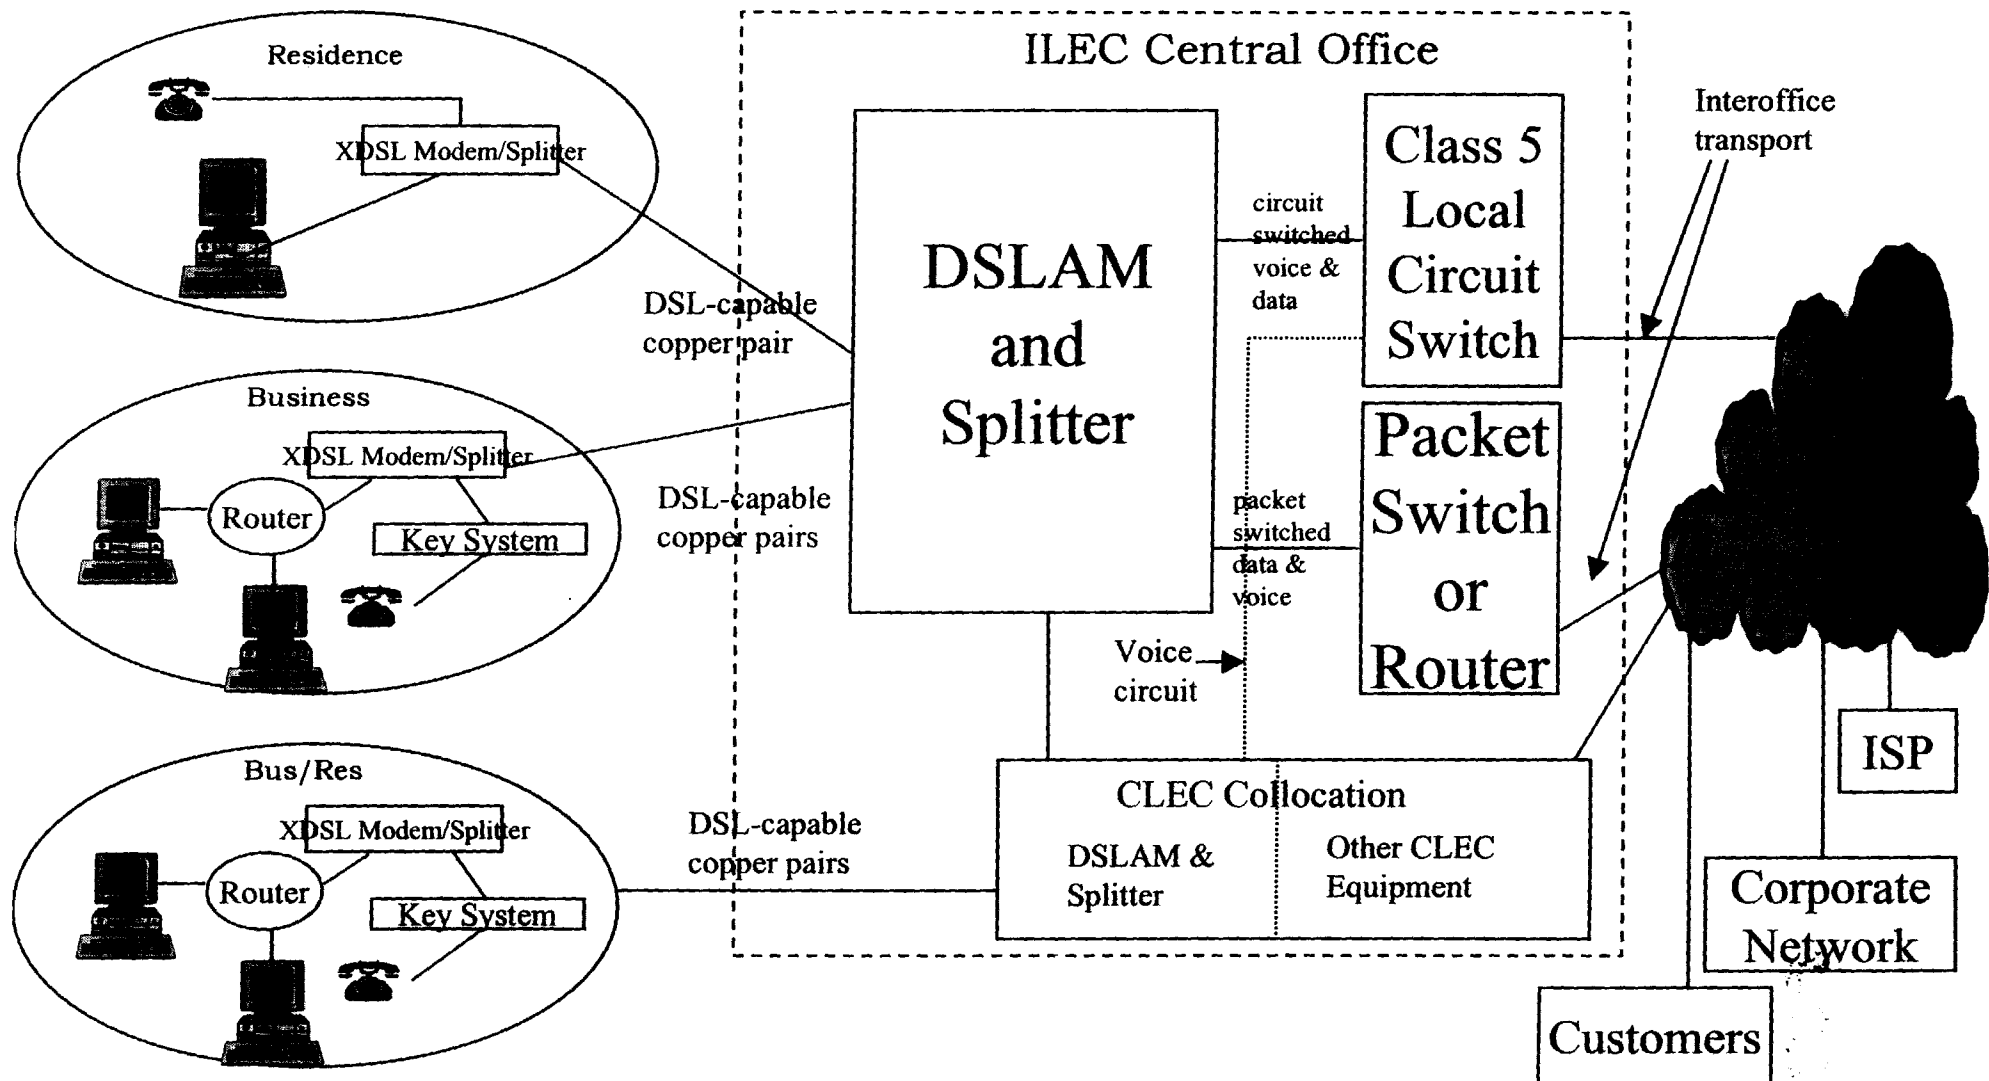 Residence
XDSL Modem/Splitter
DSL-capable
copper pair
Business
XDSL Modem/Splitter
Router
Key System
DSL-capable
copper pairs
Bus/Res
XDSL Modem/Splitter
Router
Key System
DSL-capable
copper pairs
ILEC Central Office
DSLAM
and
Splitter
circuit
switched
voice &
data
Class 5
Local
Circuit
Switch
packet
switched
data &
voice
Packet
Switch
or
Router
Voice
circuit
CLEC Collocation
DSLAM &
Splitter
Other CLEC
Equipment
Interoffice
transport
ISP
Corporate
Network
Customers